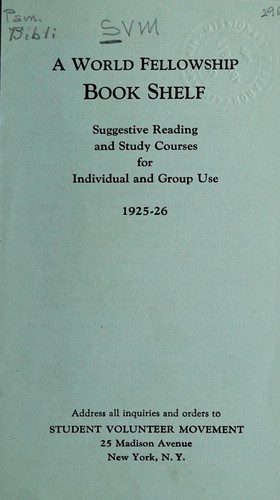 Pam.
Bibli
SVM
A WORLD FELLOWSHIP
BOOK SHELF
Suggestive Reading
and Study Courses
for
Individual and Group Use
1925-26
Address all inquiries and orders to
STUDENT VOLUNTEER MOVEMENT
25 Madison Avenue
New York, N. Y.